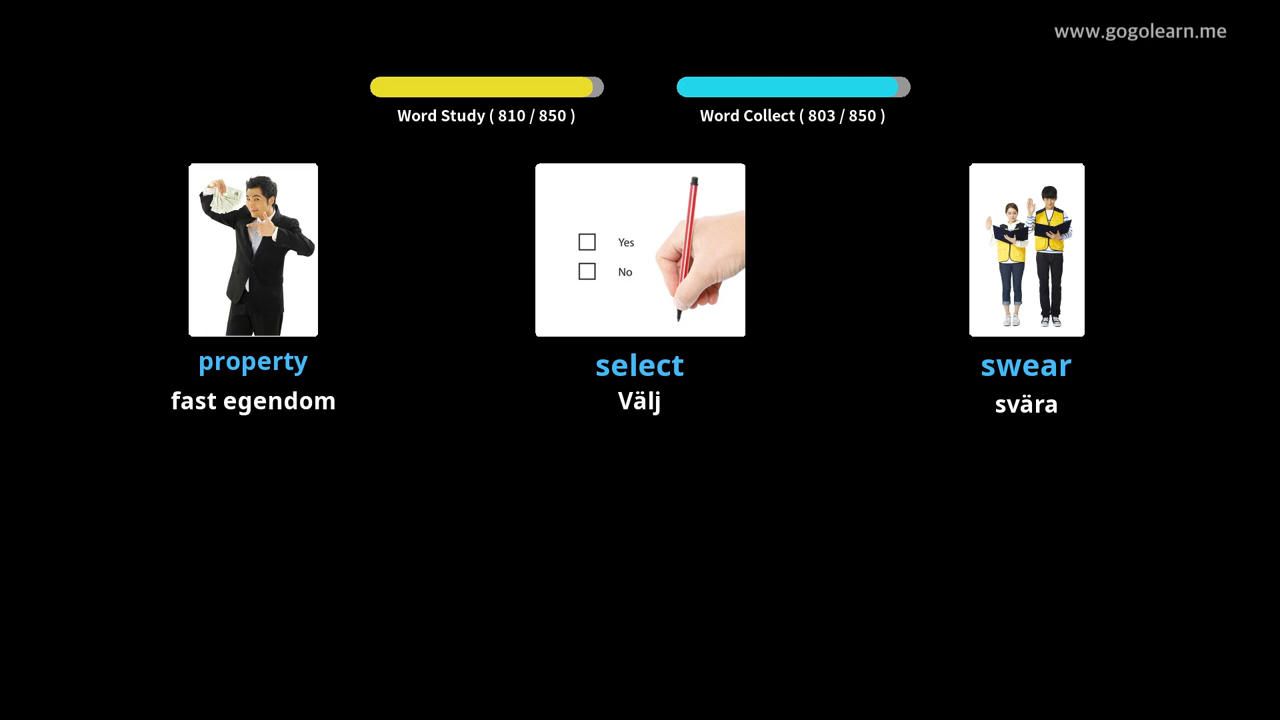 www.gogolearn.me
Word Study ( 810 / 850 )
Word Collect ( 803 / 850 )
Yes
No
property
select
swear
fast egendom
Välj
svära